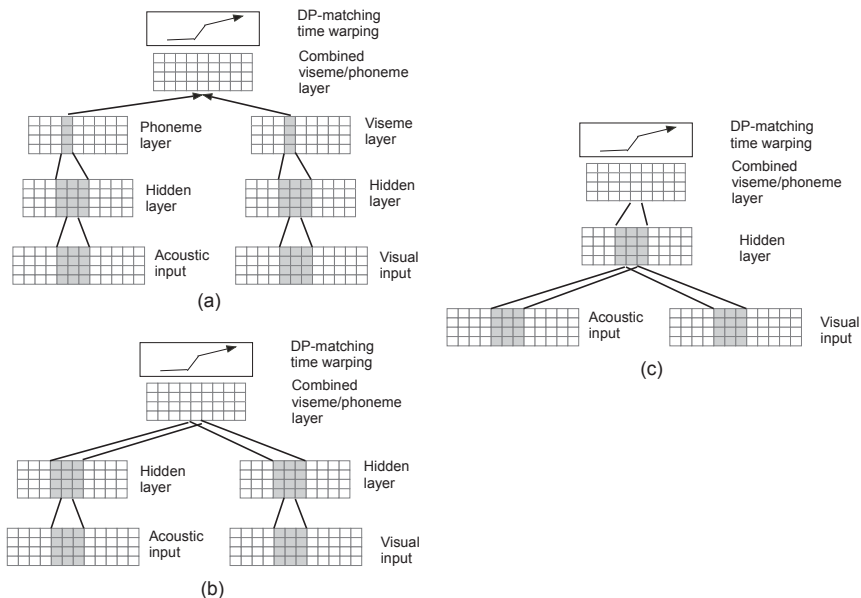 DP-matching
time warping
Combined
viseme/phoneme
layer
Phoneme
layer
Viseme
layer
Hidden
layer
Hidden
layer
Acoustic
input
Visual
input
(a)
DP-matching
time warping
Combined
viseme/phoneme
layer
Hidden
layer
Hidden
layer
Acoustic
input
Visual
input
(b)
DP-matching
time warping
Combined
viseme/phoneme
layer
Hidden
layer
Acoustic
input
Visual
input
(c)